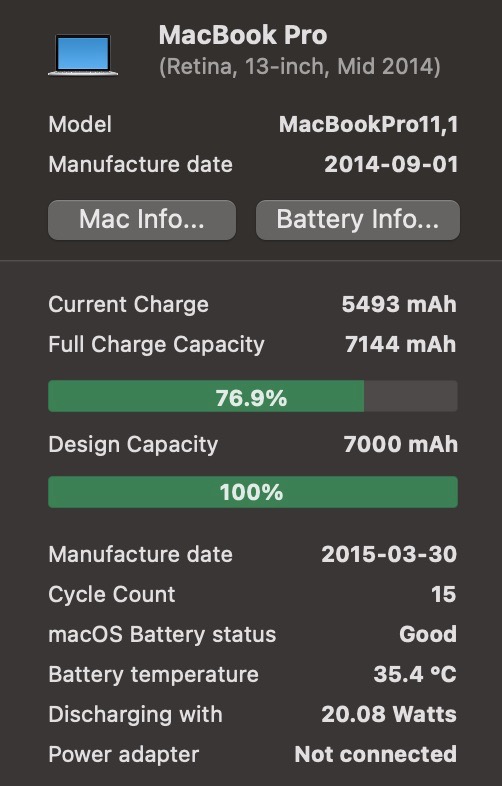 MacBook Pro
(Retina, 13-inch, Mid 2014)
Model MacBookPro11,1
Manufacture date 2014-09-01
Mac Info... Battery Info...
Current Charge 5493 mAh
Full Charge Capacity 7144 mAh
76.9%
Design Capacity 7000 mAh
100%
Manufacture date 2015-03-30
Cycle Count 15
macOS Battery status Good
Battery temperature 35.4 °C
Discharging with 20.08 Watts
Power adapter Not connected